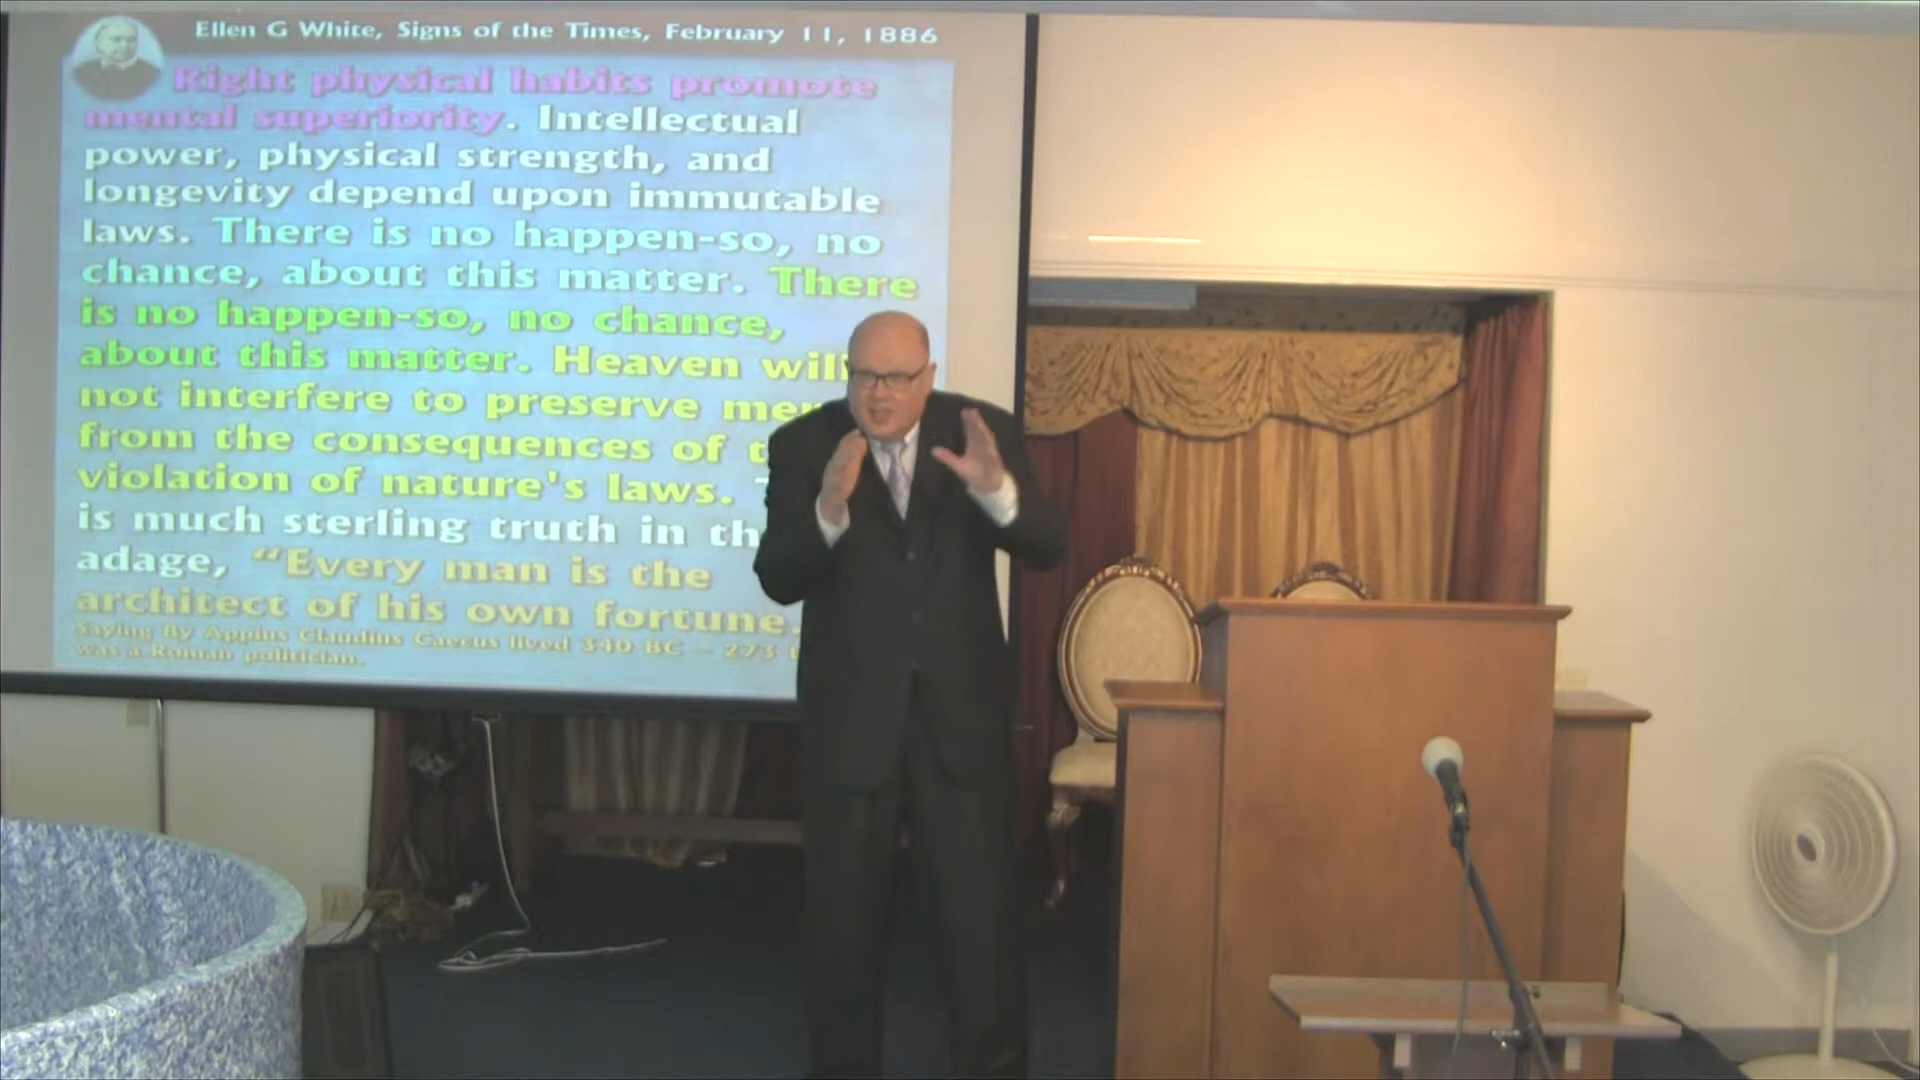 Ellen G White, Signs of the Times, February 11, 1886
Right physical habits promote
mental superiority. Intellectual
power, physical strength, and
longevity depend upon immutable
laws. There is no happen-so, no
chance, about this matter. There
is no happen-so, no chance,
about this matter. Heaven will
not interfere to preserve
from the consequences of
violation of nature's laws.
is much sterling truth in
adage, “Every man is the
architect of his own fortune.
Saying By Appius Claudius Caecus lived 340 BC - 273
was a Roman politician.